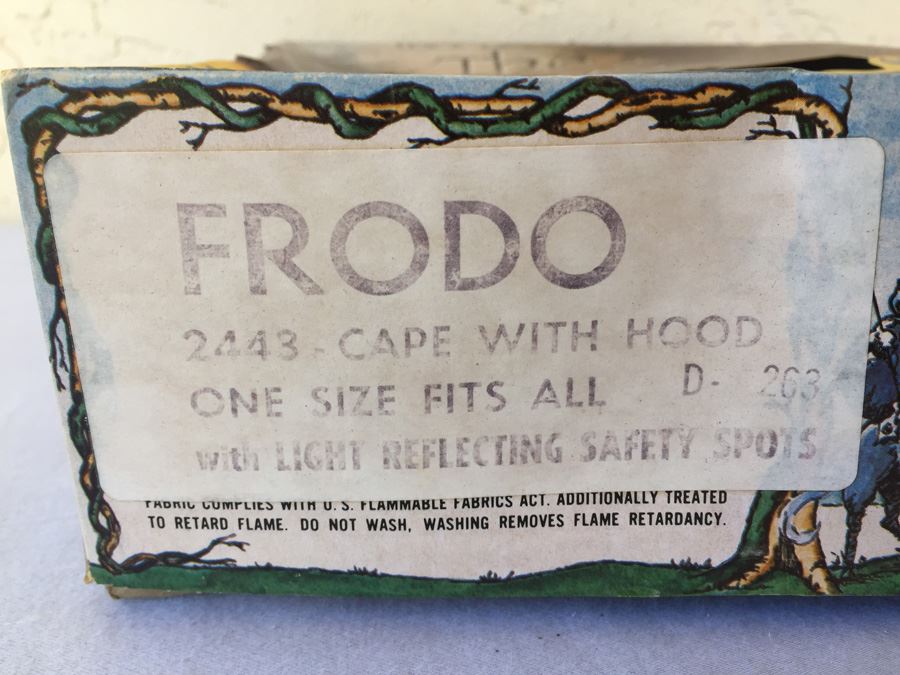 FRODO
2443 - CAPE WITH HOOD
ONE SIZE FITS ALL D- 263
with LIGHT REFLECTING SAFETY SPOTS
FABRIC COMPLIES WITH U.S. FLAMMABLE FABRICS ACT. ADDITIONALLY TREATED
TO RETARD FLAME. DO NOT WASH, WASHING REMOVES FLAME RETARDANCY.